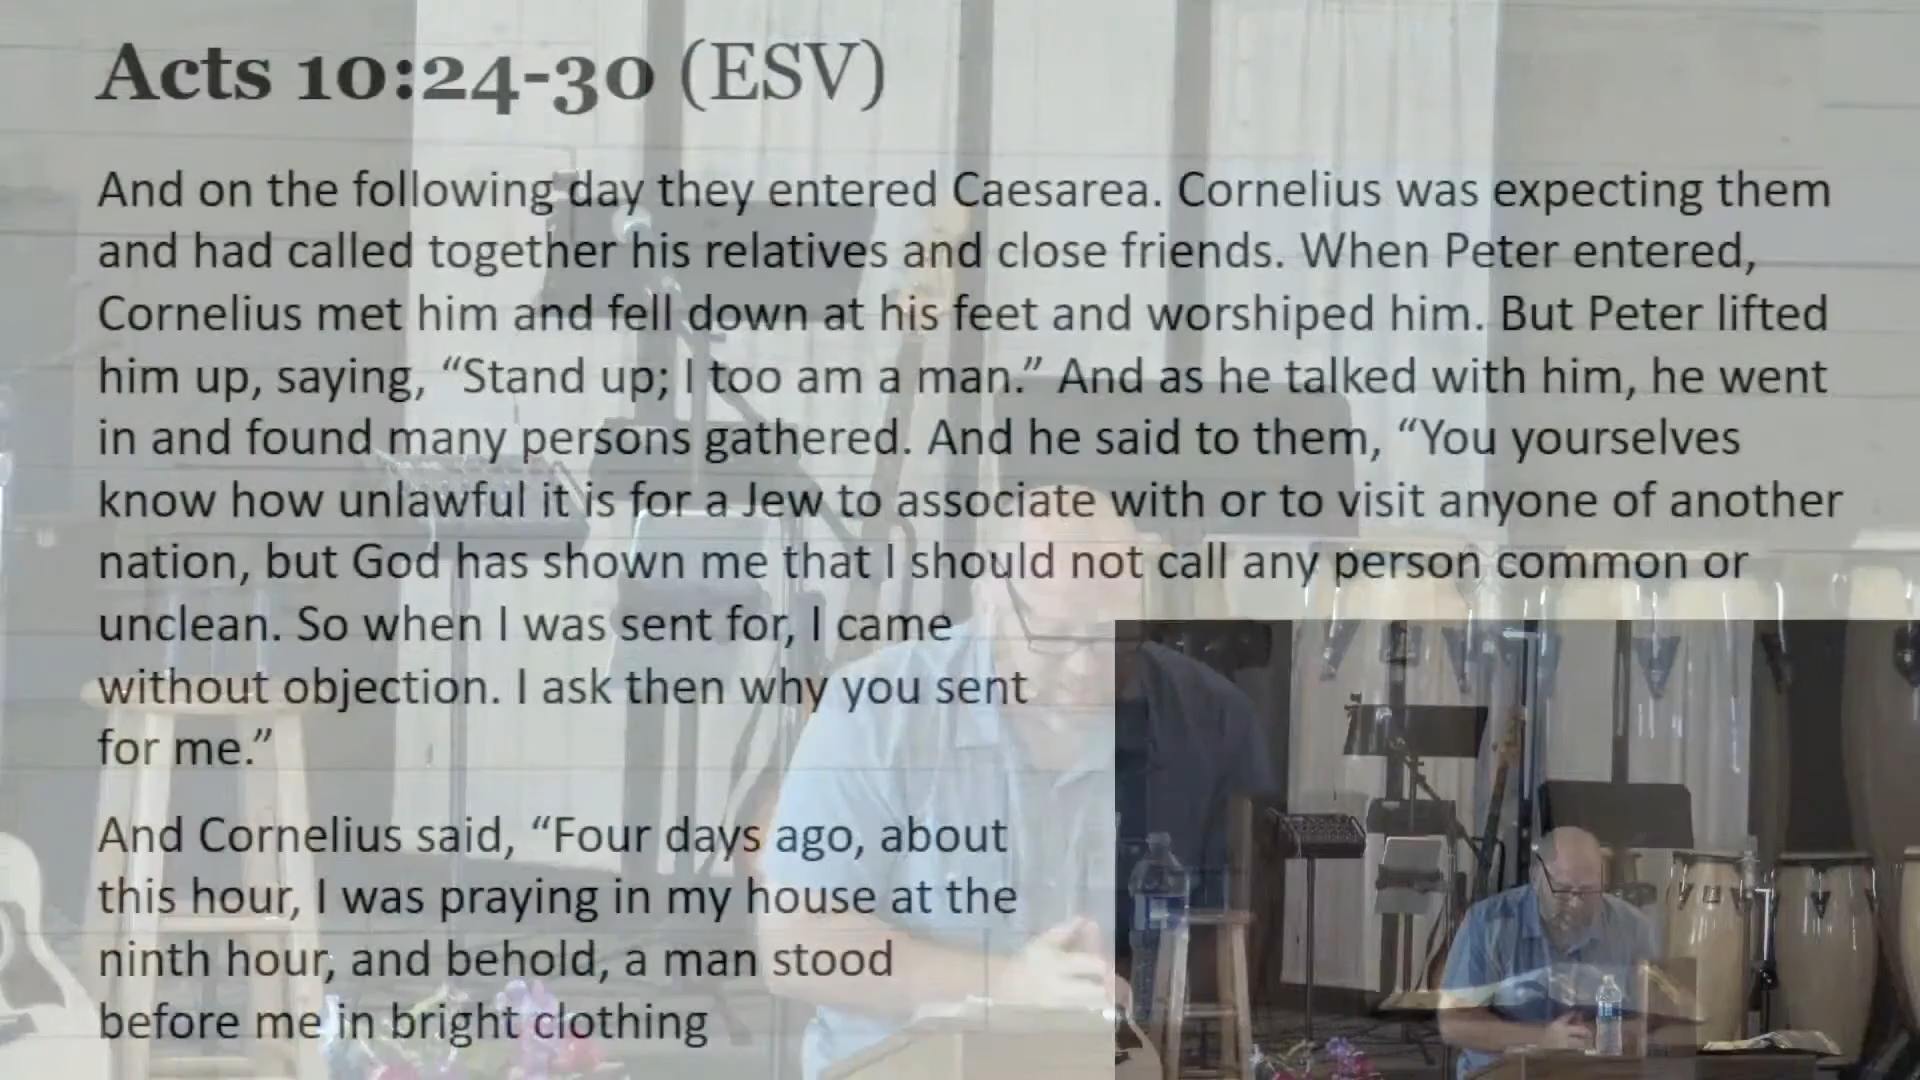 Acts 10:24-30 (ESV)
And on the following day they entered Caesarea. Cornelius was expecting them
and had called together his relatives and close friends. When Peter entered,
Cornelius met him and fell down at his feet and worshiped him. But Peter lifted
him up, saying, “Stand up; I too am a man.” And as he talked with him, he went
in and found many persons gathered. And he said to them, “You yourselves
know how unlawful it is for a Jew to associate with or to visit anyone of another
nation, but God has shown me that I should not call any person common or
unclean. So when I was sent for, I came
without objection. I ask then why you sent
for me.”
And Cornelius said, “Four days ago, about
this hour, I was praying in my house at the
ninth hour, and behold, a man stood
before me in bright clothing